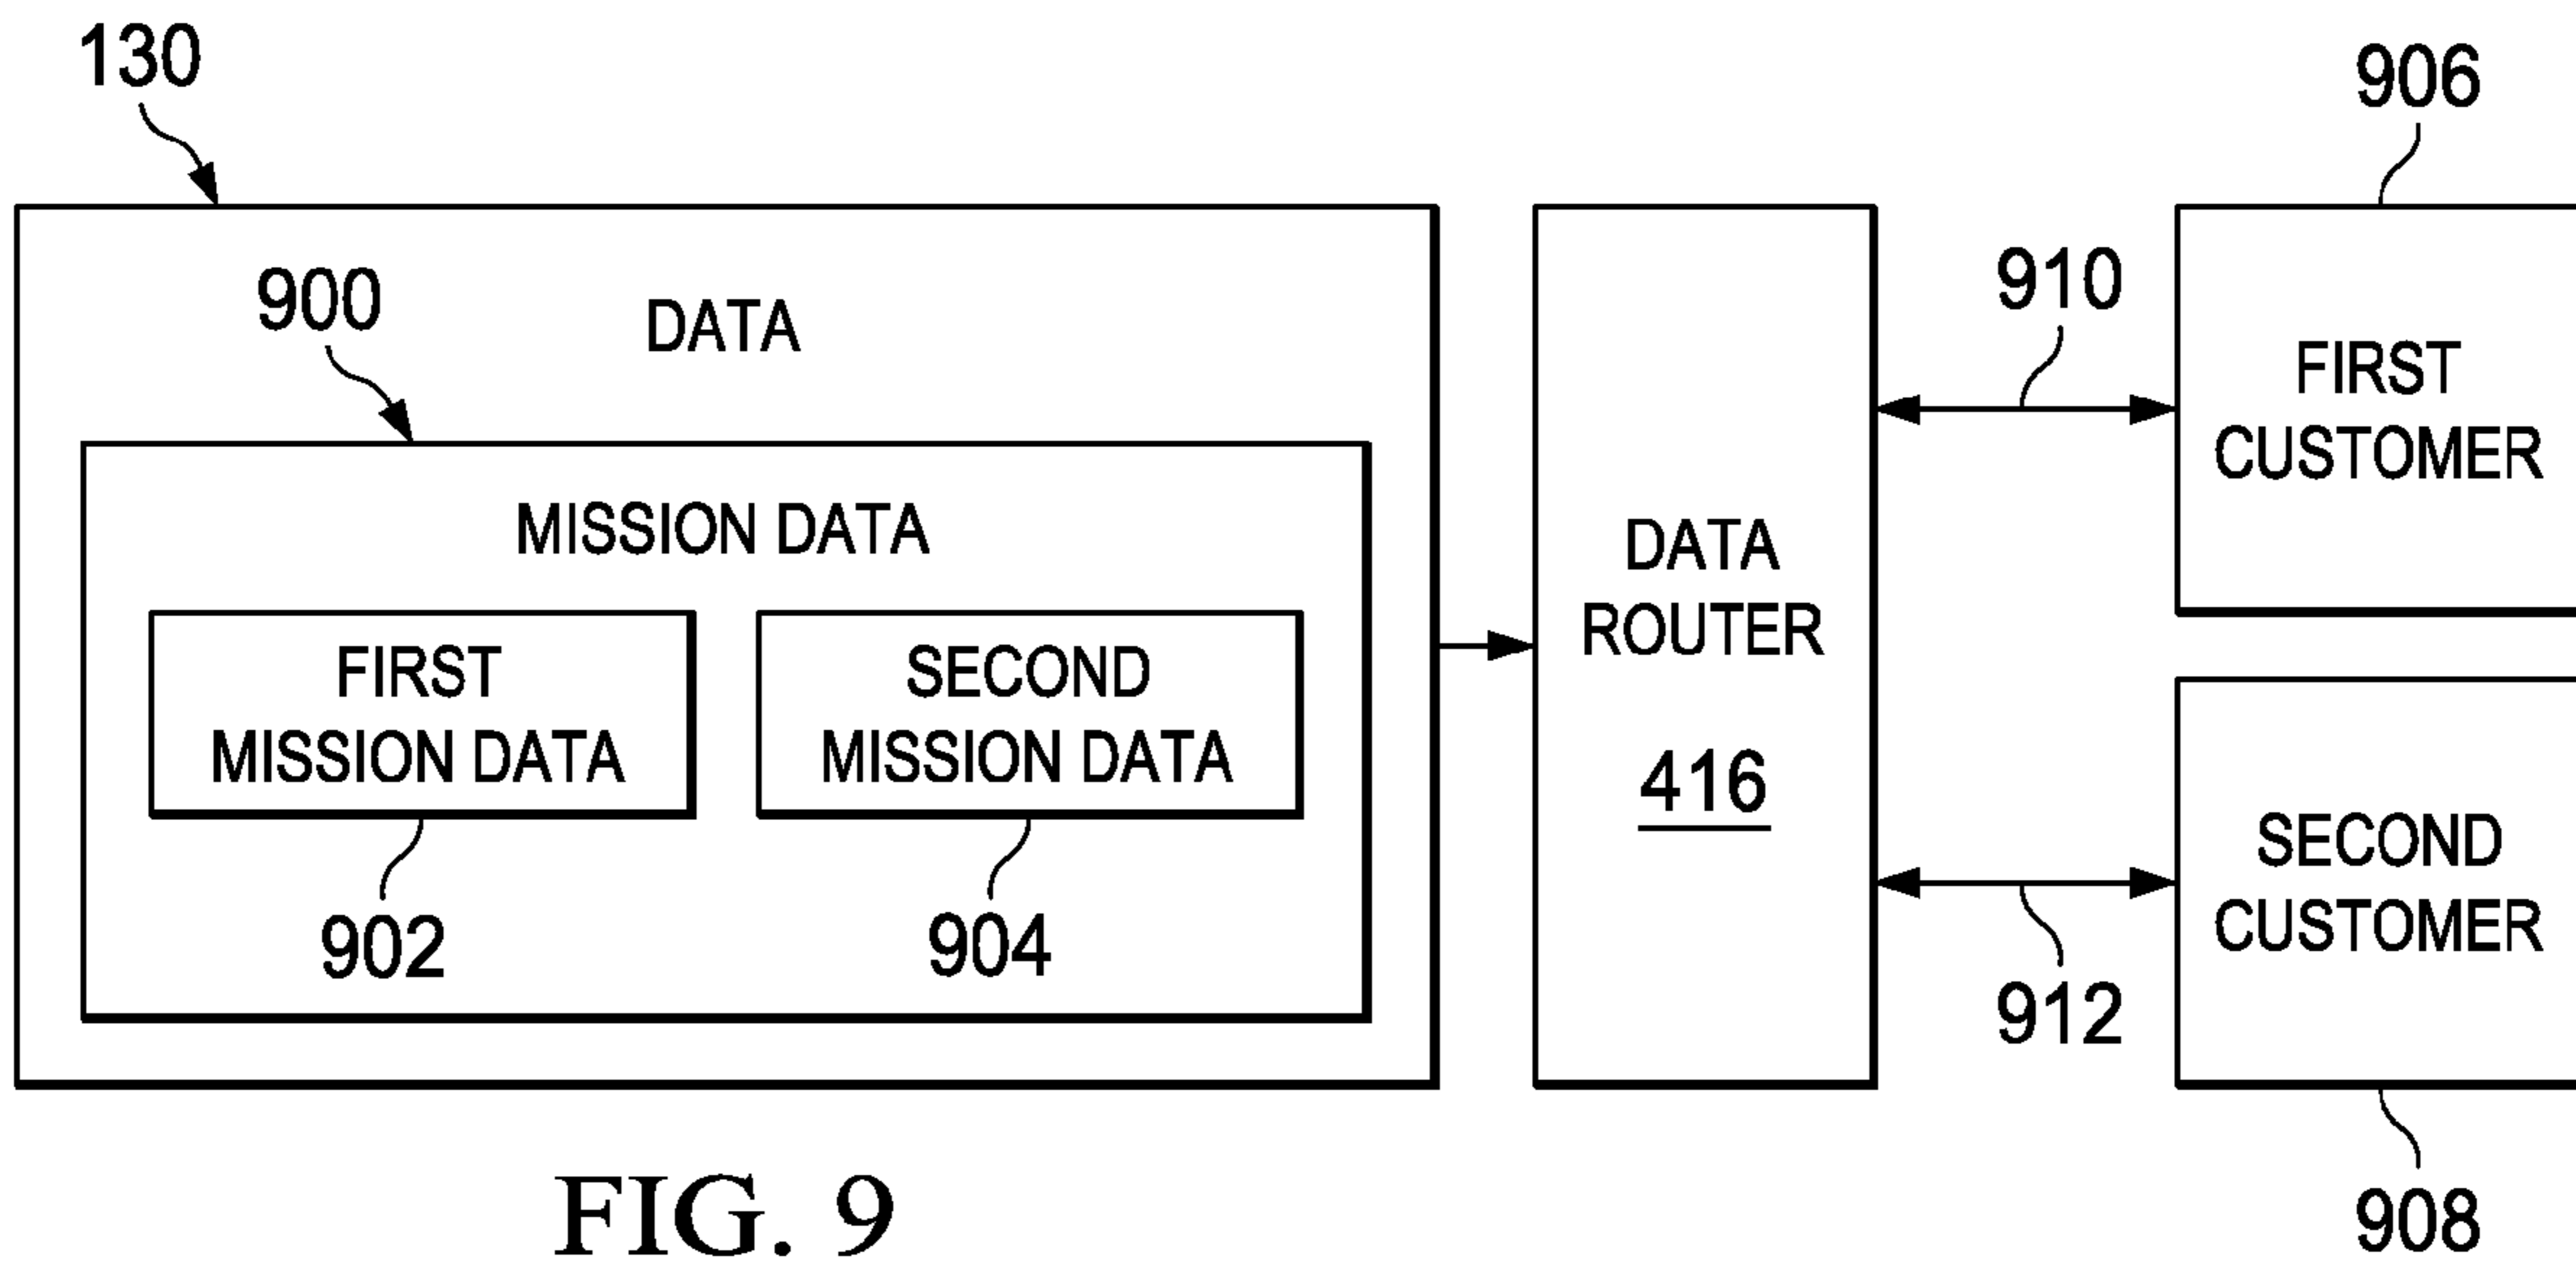 130
906
900
DATA
910
FIRST
CUSTOMER
MISSION DATA
DATA
ROUTER
416
FIRST
MISSION DATA
SECOND
MISSION DATA
902
904
SECOND
CUSTOMER
912
908
FIG. 9